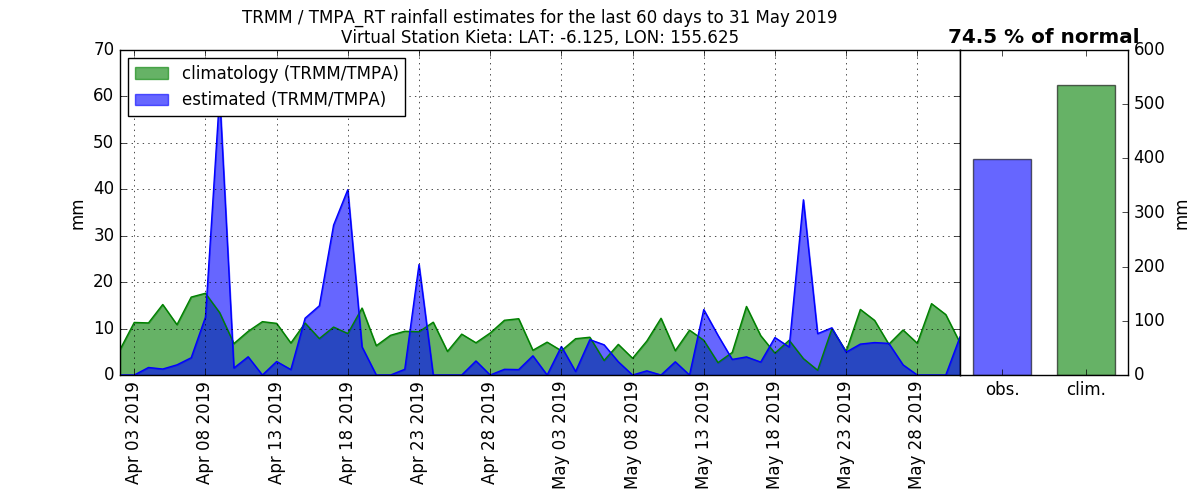 TRMM / TMPA_RT rainfall estimates for the last 60 days to 31 May 2019
Virtual Station Kieta: LAT: -6.125, LON: 155.625
74.5 % of normal
climatology (TRMM/TMPA)
estimated (TRMM/TMPA)
70
60
50
40
30
20
10
0
mm
Apr 03 2019
Apr 08 2019
Apr 13 2019
Apr 18 2019
Apr 23 2019
Apr 28 2019
May 03 2019
May 08 2019
May 13 2019
May 18 2019
May 23 2019
May 28 2019
obs.
clim.
600
500
400
300
200
100
0
mm